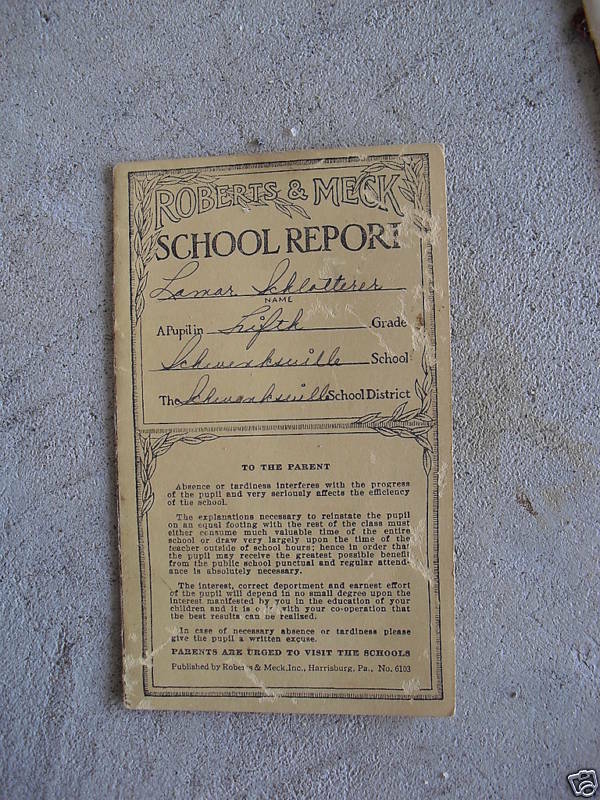 ROBERTS & MECK
SCHOOL REPORT
Lamar Schlotterer
NAME
A Pupil in Fifth Grade
Schwenksville School
The Schwenksville School District
TO THE PARENT
Absence or tardiness interferes with the progress
of the pupil and very seriously affects the efficiency
of the school.
The explanations necessary to reinstate the pupil
on an equal footing with the rest of the class must
either consume much valuable time of the entire
school or draw very largely upon the time of the
teacher outside of school hours; hence in order that
the pupil may receive the greatest possible benefit
from the public school punctual and regular attend-
ance is absolutely necessary.
The interest, correct deportment and earnest effort
of the pupil will depend in no small degree upon the
interest manifested by you in the education of your
children and it is only with your co-operation that
the best results can be realized.
In case of necessary absence or tardiness please
give the pupil a written excuse.
PARENTS ARE URGED TO VISIT THE SCHOOLS
Published by Roberts & Meck, Inc., Harrisburg, Pa., No. 6103